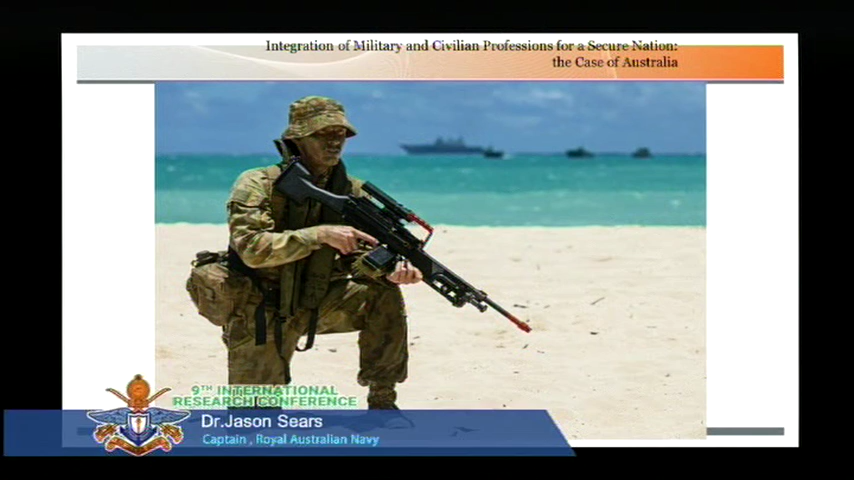 Integration of Military and Civilian Professions for a Secure Nation:
the Case of Australia
9TH INTERNATIONAL
RESEARCH CONFERENCE
Dr.Jason Sears
Captain , Royal Australian Navy